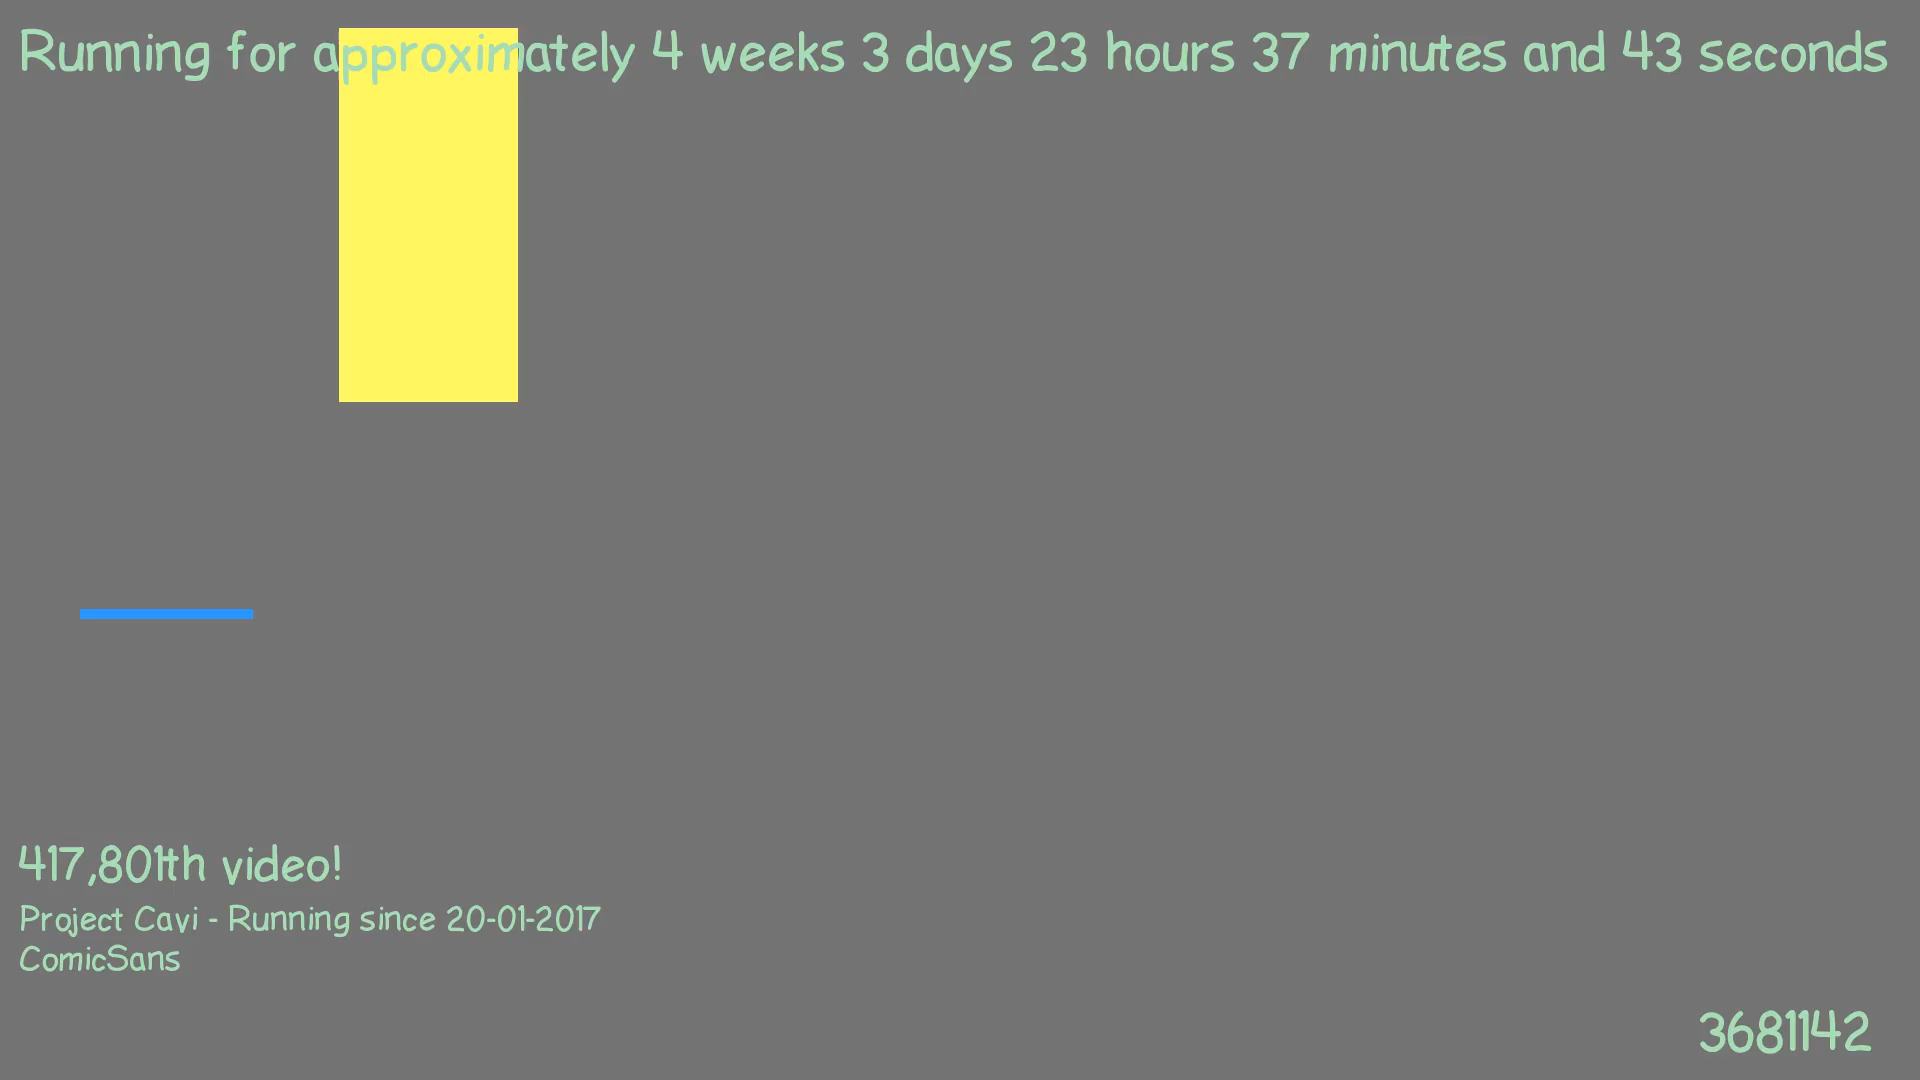 Running for approximately 4 weeks 3 days 23 hours 37 minutes and 43 seconds
417,801th video!
Project Cavi - Running since 20-01-2017
ComicSans
3681142